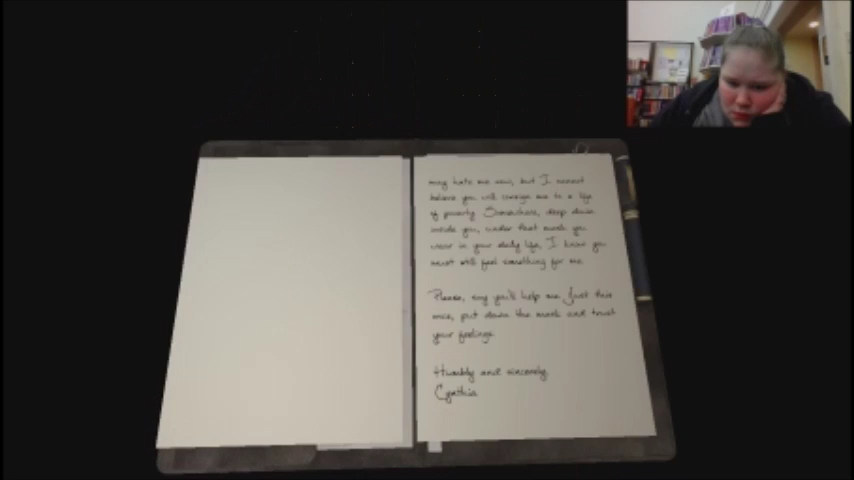 may hate me now, but I cannot
believe you will consign me to a life
of poverty. Somewhere, deep down
inside you, under that mask you
wear in your daily life, I know you
must still feel something for me.
Please, say you'll help me. Just this
once, put down the mask and trust
your feelings.
Humbly and sincerely,
Cynthia